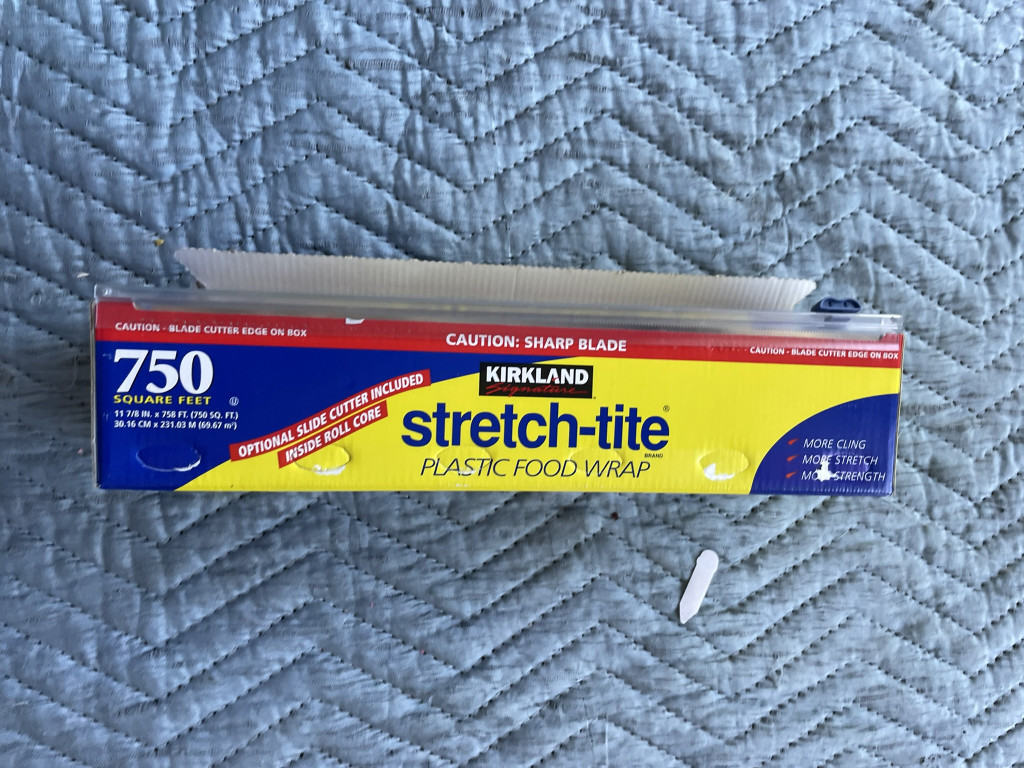 CAUTION - BLADE CUTTER EDGE ON BOX
CAUTION: SHARP BLADE
CAUTION - BLADE CUTTER EDGE ON BOX
750
SQUARE FEET
11 7/8 IN. x 758 FT. (750 SQ. FT.)
30.16 CM x 231.03 M (69.67 m²)
OPTIONAL SLIDE CUTTER INCLUDED
INSIDE ROLL CORE
KIRKLAND
Signature
stretch-tite®
BRAND
PLASTIC FOOD WRAP
MORE CLING
MORE STRETCH
MORE STRENGTH